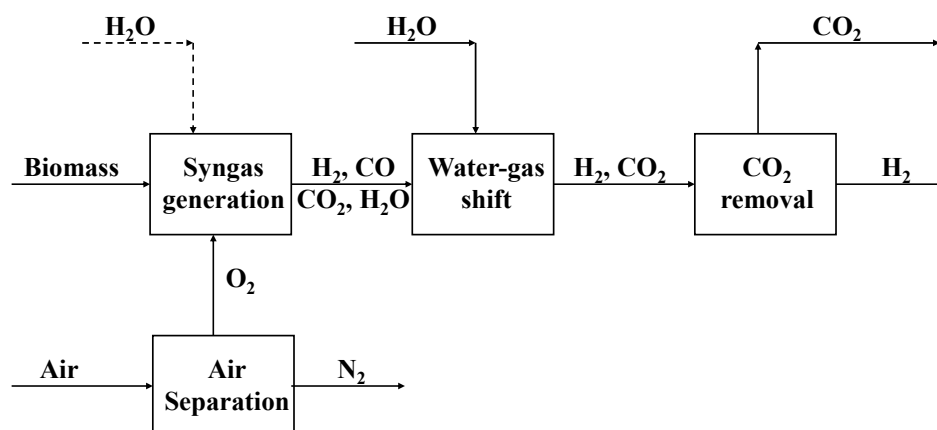 H₂O
H₂O
CO₂
Biomass
Syngas
generation
H₂, CO
CO₂, H₂O
Water-gas
shift
H₂, CO₂
CO₂
removal
H₂
O₂
Air
Air
Separation
N₂